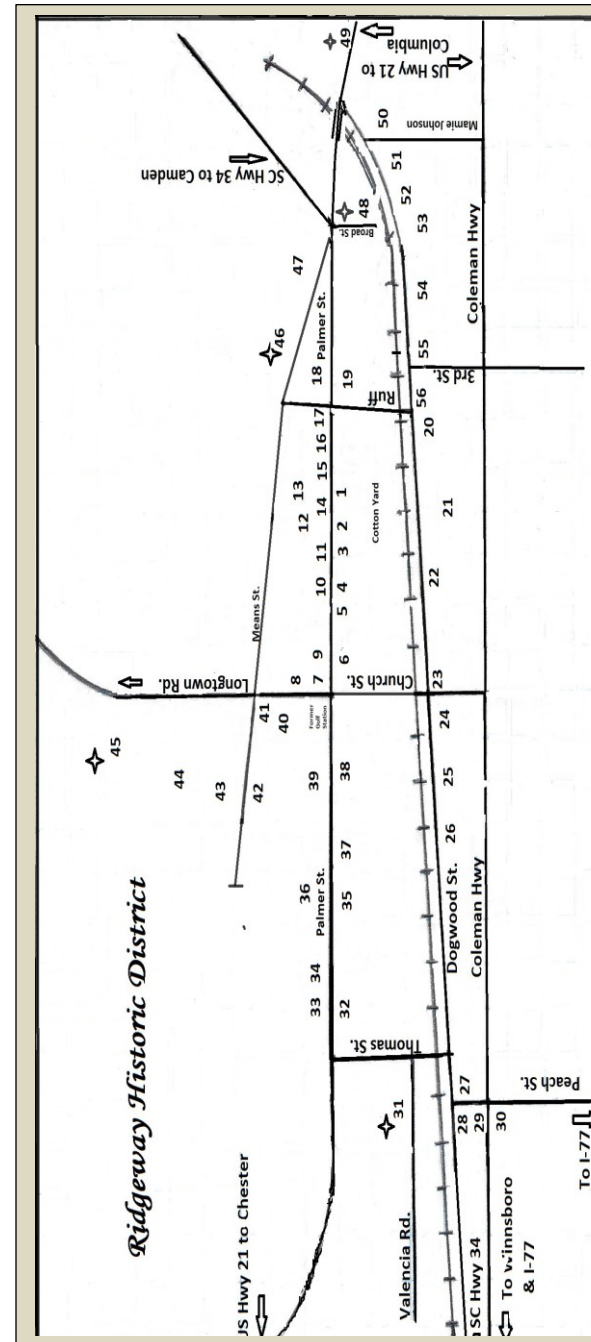 Ridgeway Historic District
US Hwy 21 to Chester
45
44
43
42
41
40
Longtown Rd.
Means St.
46
47
SC Hwy 34 to Camden
33
34
36
Palmer St.
39
Former Gulf Station
7
8
9
10
11
12
13
14
15
16
17
18
Palmer St.
49
US Hwy 21 to Columbia
32
35
37
38
6
5
4
3
2
1
19
48
Broad St.
Cotton Yard
Thomas St.
Church St.
Ruff
31
Valencia Rd.
27
Dogwood St.
26
25
24
23
22
21
20
56
55
54
53
52
51
50
Mamie Johnson
28
29
30
SC Hwy 34
Coleman Hwy
Coleman Hwy
3rd St.
Peach St.
To Winnsboro & I-77
To I-77